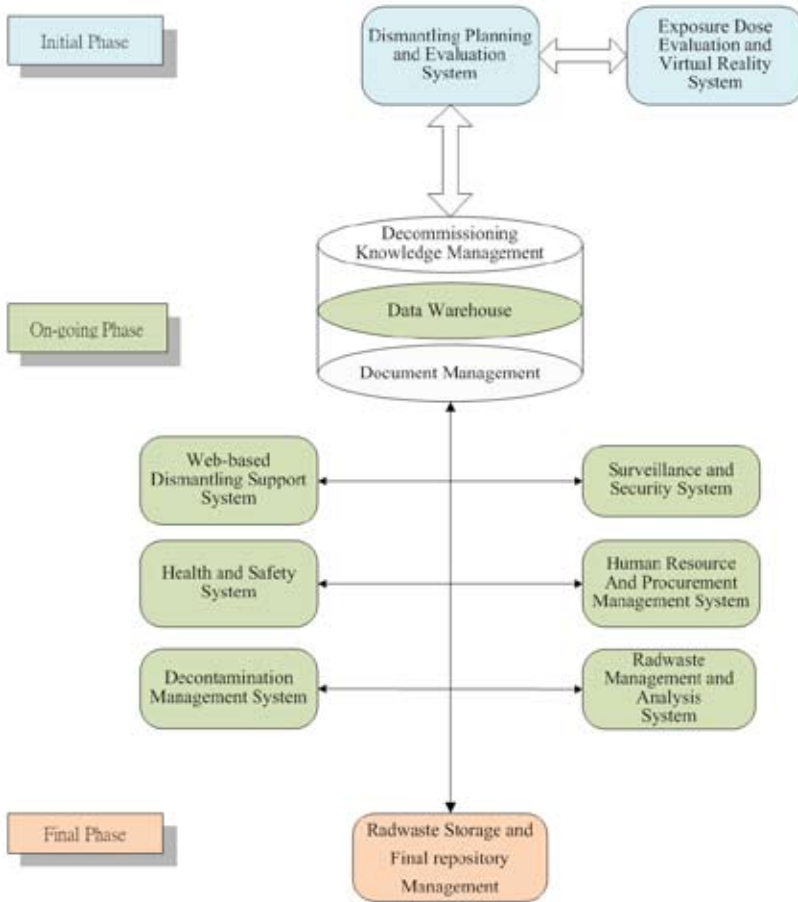 Initial Phase
Dismantling Planning
and Evaluation
System
Exposure Dose
Evaluation and
Virtual Reality
System
Decommissioning
Knowledge Management
On-going Phase
Data Warehouse
Document Management
Web-based
Dismantling Support
System
Surveillance and
Security System
Health and Safety
System
Human Resource
And Procurement
Management System
Decontamination
Management System
Radwaste
Management and
Analysis
System
Final Phase
Radwaste Storage and
Final repository
Management